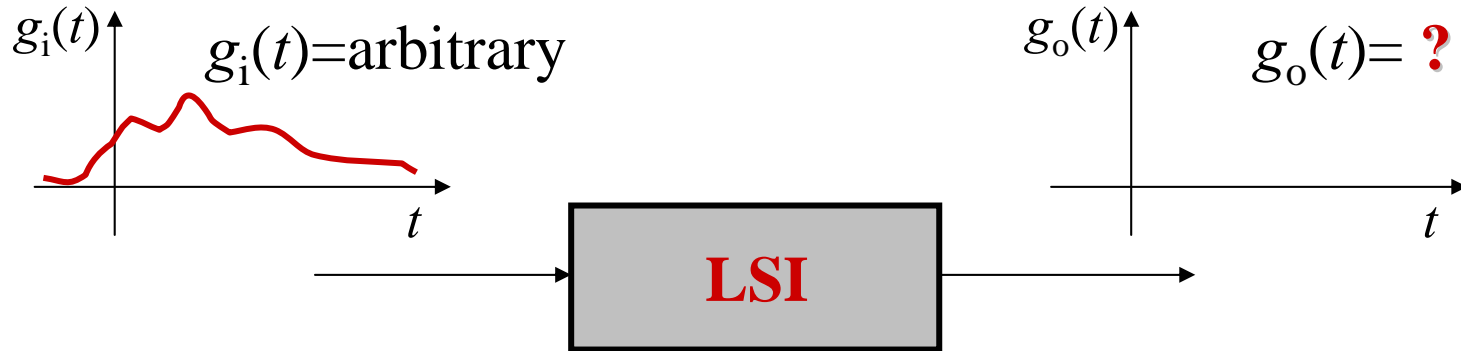 gᵢ(t)
gᵢ(t)=arbitrary
t
LSI
gₒ(t)
gₒ(t)= ?
t